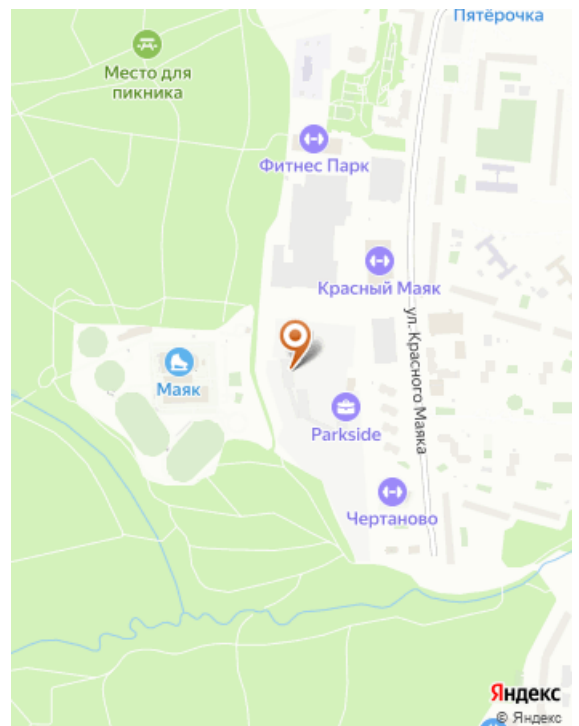 Пятёрочка
Место для
пикника
Фитнес Парк
Красный Маяк
ул. Красного Маяка
Маяк
Parkside
Чертаново
Яндекс
© Яндекс